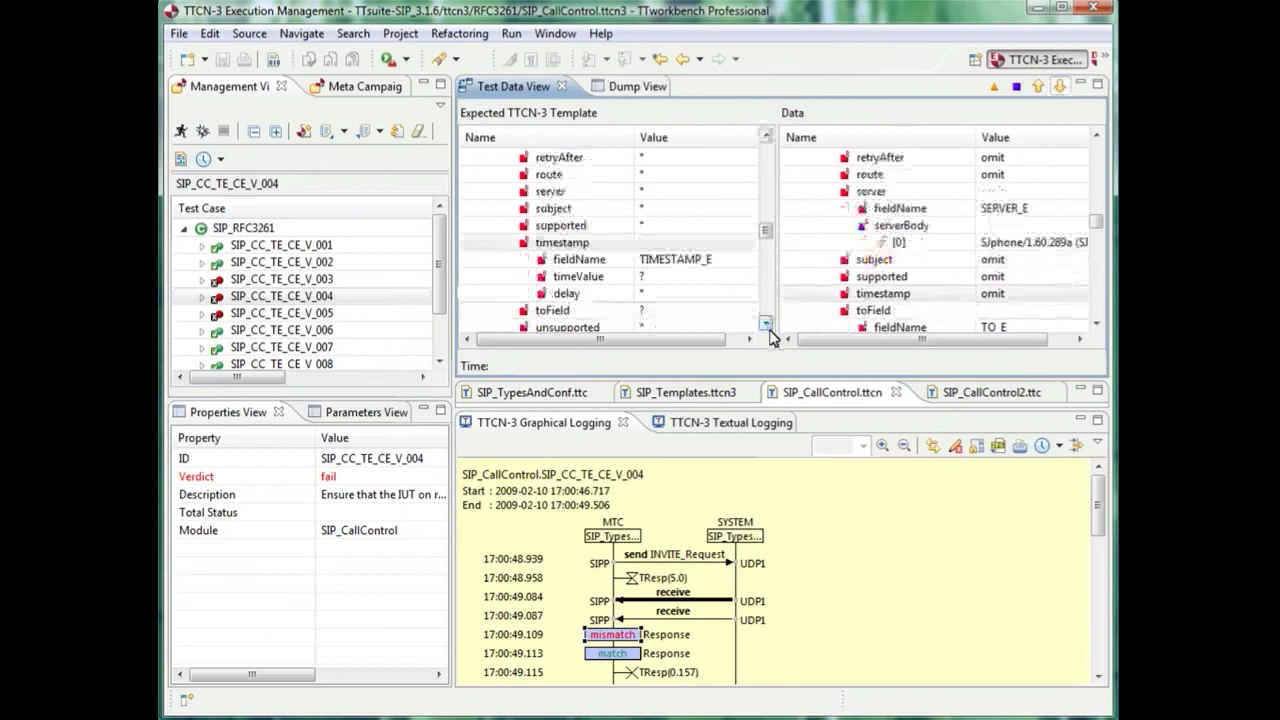 TTCN-3 Execution Management - TTsuite-SIP_3.1.6/ttcn3/RFC3261/SIP_CallControl.ttcn3 - TTworkbench Professional
File Edit Source Navigate Search Project Refactoring Run Window Help
TTCN-3 Exec...
Management Vi
Meta Campaig
Test Data View
Dump View
SIP_CC_TE_CE_V_004
Test Case
SIP_RFC3261
SIP_CC_TE_CE_V_001
SIP_CC_TE_CE_V_002
SIP_CC_TE_CE_V_003
SIP_CC_TE_CE_V_004
SIP_CC_TE_CE_V_005
SIP_CC_TE_CE_V_006
SIP_CC_TE_CE_V_007
SIP_CC_TE_CE_V_008
Expected TTCN-3 Template
Name Value
retryAfter *
route *
server *
subject *
supported *
timestamp
fieldName TIMESTAMP_E
timeValue ?
delay *
toField ?
unsupported *
Data
Name Value
retryAfter omit
route omit
server
fieldName SERVER_E
serverBody
[0] SJphone/1.60.289a (SJ
subject omit
supported omit
timestamp omit
toField
fieldName TO_E
Time:
SIP_TypesAndConf.ttc
SIP_Templates.ttcn3
SIP_CallControl.ttcn
SIP_CallControl2.ttc
Properties View
Parameters View
Property Value
ID SIP_CC_TE_CE_V_004
Verdict fail
Description Ensure that the IUT on r...
Total Status
Module SIP_CallControl
TTCN-3 Graphical Logging
TTCN-3 Textual Logging
SIP_CallControl.SIP_CC_TE_CE_V_004
Start : 2009-02-10 17:00:46.717
End : 2009-02-10 17:00:49.506
MTC SYSTEM
SIP_Types... SIP_Types...
17:00:48.939 SIPP send INVITE_Request UDP1
17:00:48.958 TResp(5.0)
17:00:49.084 SIPP receive UDP1
17:00:49.087 SIPP receive UDP1
17:00:49.109 mismatch Response
17:00:49.113 match Response
17:00:49.115 TResp(0.157)